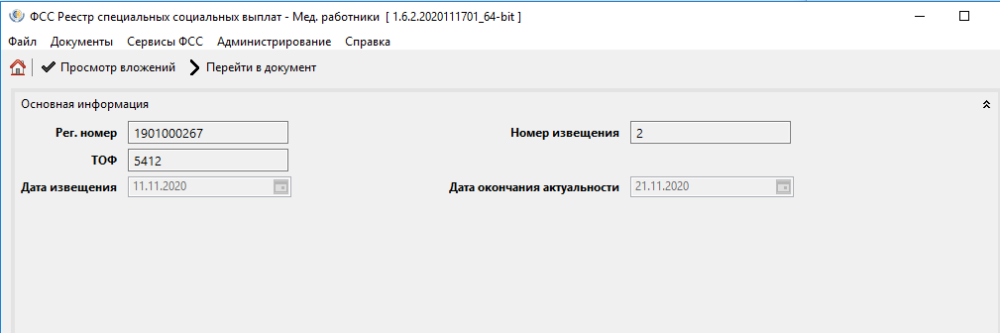 ФСС Реестр специальных социальных выплат - Мед. работники [ 1.6.2.2020111701_64-bit ]
Файл Документы Сервисы ФСС Администрирование Справка
Просмотр вложений Перейти в документ
Основная информация
Рег. номер 1901000267 Номер извещения 2
ТОФ 5412
Дата извещения 11.11.2020 Дата окончания актуальности 21.11.2020